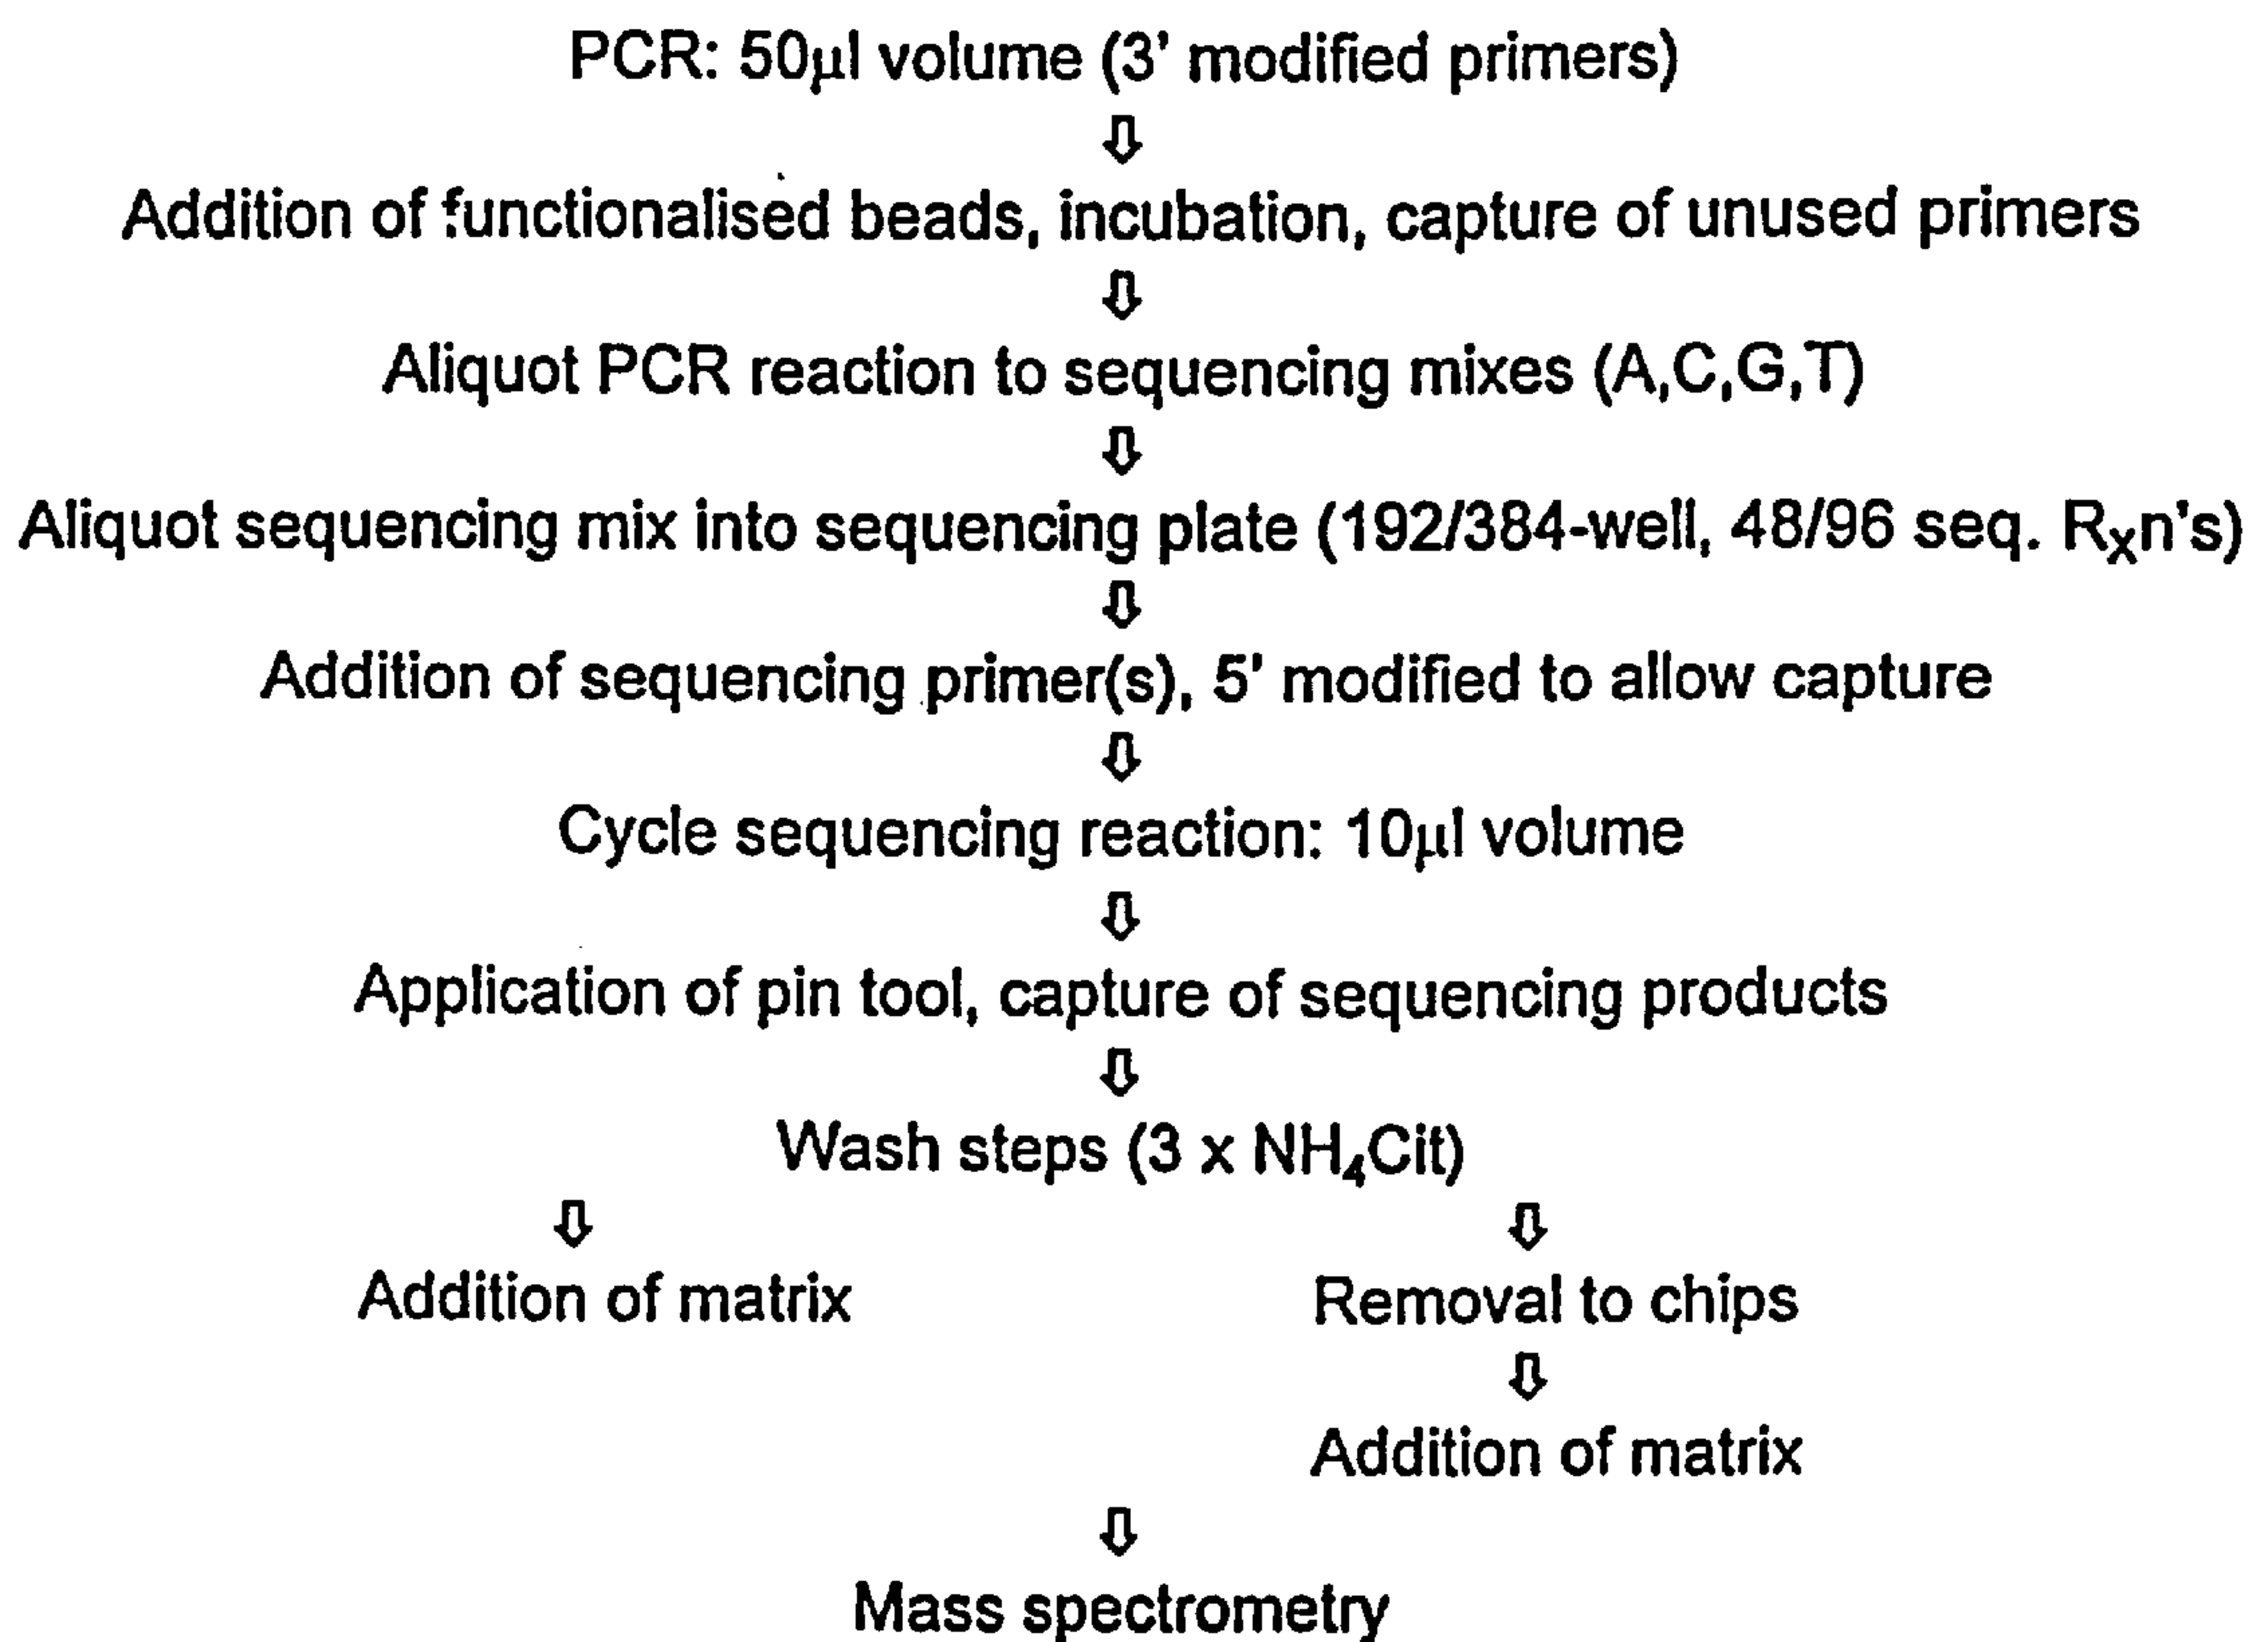 PCR: 50µl volume (3' modified primers)
Addition of functionalised beads, incubation, capture of unused primers
Aliquot PCR reaction to sequencing mixes (A,C,G,T)
Aliquot sequencing mix into sequencing plate (192/384-well, 48/96 seq. Rxn's)
Addition of sequencing primer(s), 5' modified to allow capture
Cycle sequencing reaction: 10µl volume
Application of pin tool, capture of sequencing products
Wash steps (3 x NH₄Cit)
Addition of matrix Removal to chips
Addition of matrix
Mass spectrometry